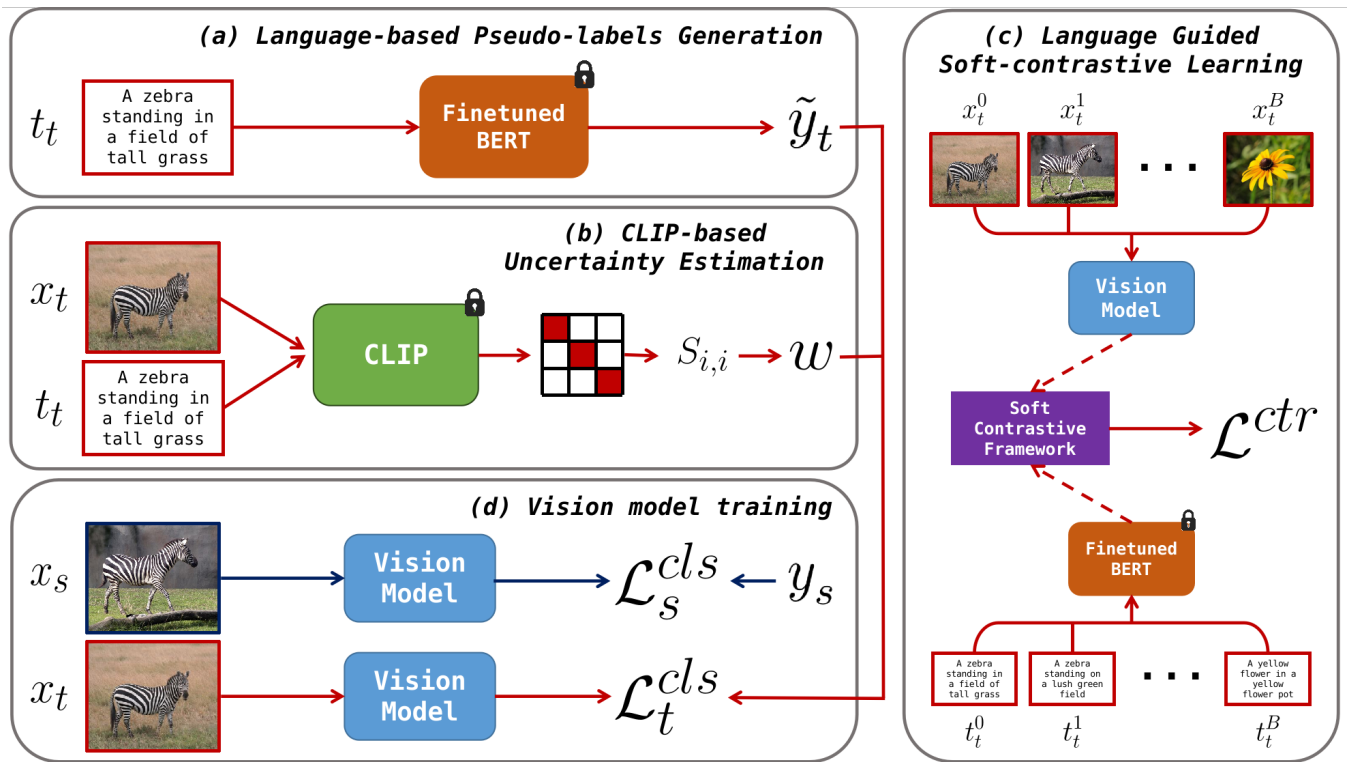 (a) Language-based Pseudo-labels Generation
t_t
A zebra
standing in
a field of
tall grass
Finetuned
BERT
ỹ_t
(b) CLIP-based
Uncertainty Estimation
x_t
t_t
A zebra
standing in
a field of
tall grass
CLIP
S_{i,i}
w
(d) Vision model training
x_s
Vision
Model
ℒ_s^{cls}
y_s
x_t
Vision
Model
ℒ_t^{cls}
(c) Language Guided
Soft-contrastive Learning
x_t^0
x_t^1
x_t^B
. . .
Vision
Model
Soft
Contrastive
Framework
ℒ^{ctr}
Finetuned
BERT
A zebra
standing in
a field of
tall grass
A zebra
standing on
a lush green
field
. . .
A yellow
flower in a
yellow
flower pot
t_t^0
t_t^1
t_t^B